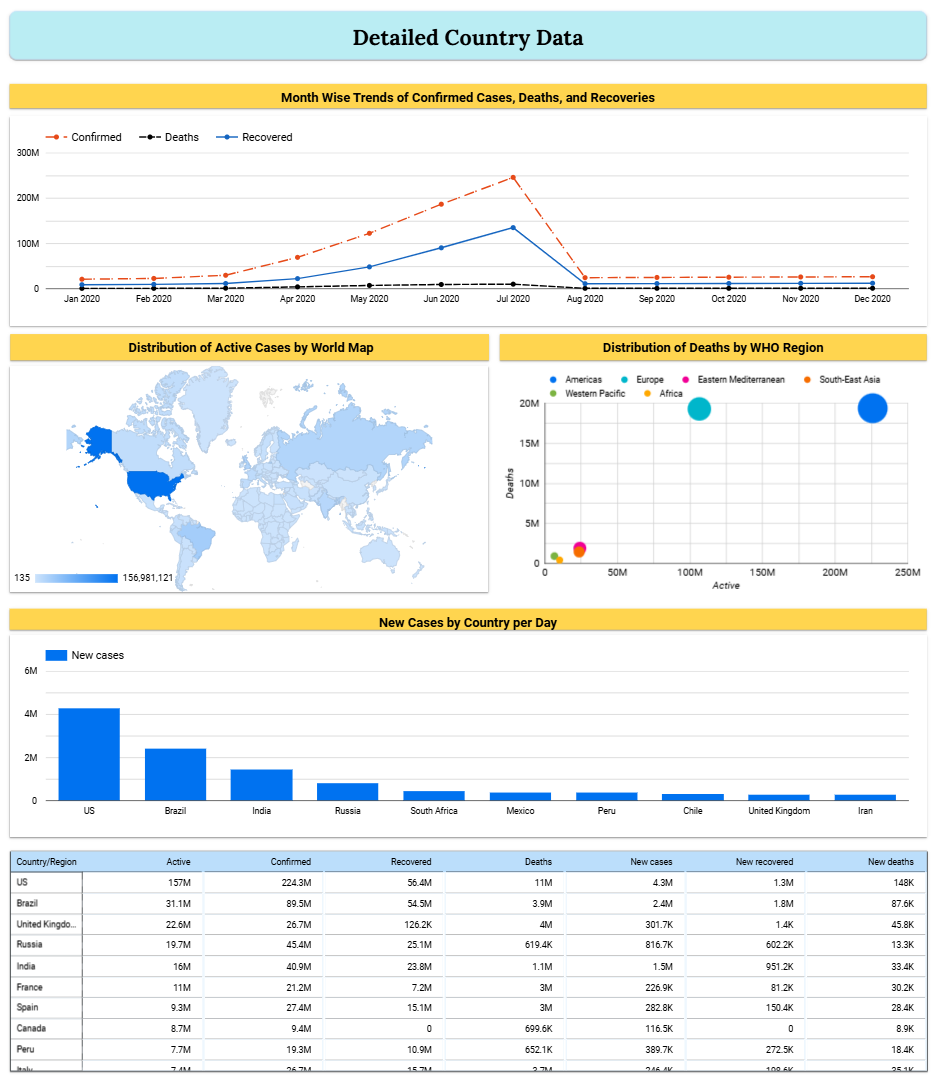 Detailed Country Data
Month Wise Trends of Confirmed Cases, Deaths, and Recoveries
Confirmed Deaths Recovered
300M
200M
100M
0
Jan 2020 Feb 2020 Mar 2020 Apr 2020 May 2020 Jun 2020 Jul 2020 Aug 2020 Sep 2020 Oct 2020 Nov 2020 Dec 2020
Distribution of Active Cases by World Map
135 156,981,121
Distribution of Deaths by WHO Region
Americas Europe Eastern Mediterranean South-East Asia
Western Pacific Africa
Deaths
20M
15M
10M
5M
0
0 50M 100M 150M 200M 250M
Active
New Cases by Country per Day
New cases
6M
4M
2M
0
US Brazil India Russia South Africa Mexico Peru Chile United Kingdom Iran
Country/Region Active Confirmed Recovered Deaths New cases New recovered New deaths
US 157M 224.3M 56.4M 11M 4.3M 1.3M 148K
Brazil 31.1M 89.5M 54.5M 3.9M 2.4M 1.8M 87.6K
United Kingdo... 22.6M 26.7M 126.2K 4M 301.7K 1.4K 45.8K
Russia 19.7M 45.4M 25.1M 619.4K 816.7K 602.2K 13.3K
India 16M 40.9M 23.8M 1.1M 1.5M 951.2K 33.4K
France 11M 21.2M 7.2M 3M 226.9K 81.2K 30.2K
Spain 9.3M 27.4M 15.1M 3M 282.8K 150.4K 28.4K
Canada 8.7M 9.4M 0 699.6K 116.5K 0 8.9K
Peru 7.7M 19.3M 10.9M 652.1K 389.7K 272.5K 18.4K
Italy